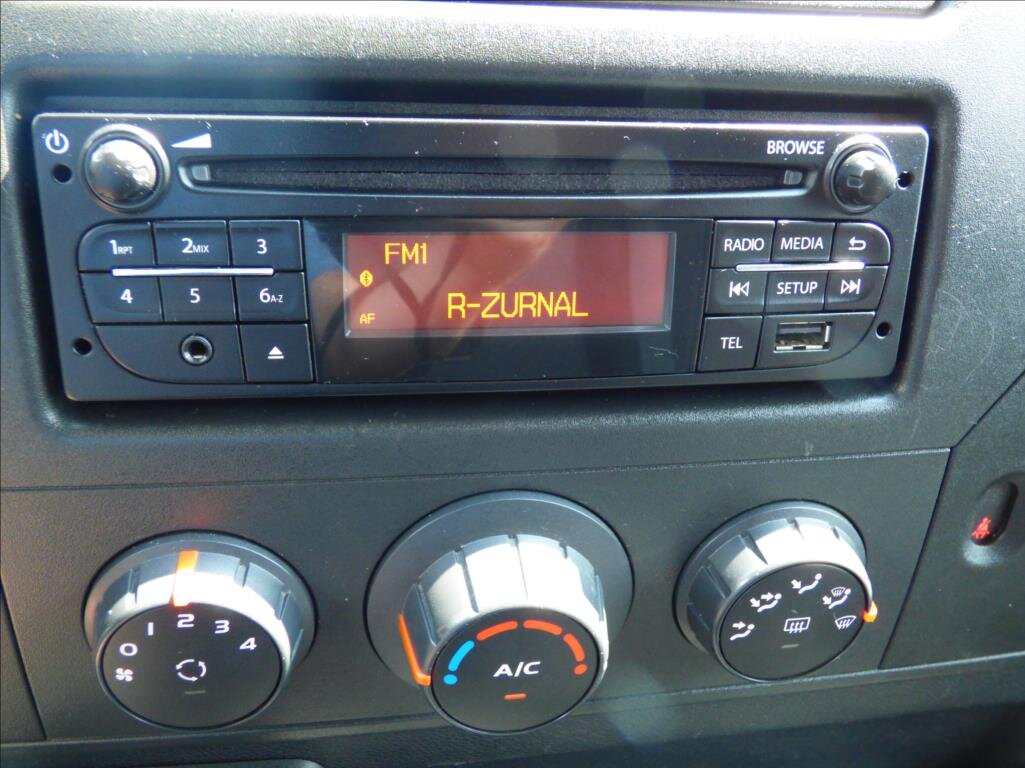 BROWSE
1RPT 2MIX 3
4 5 6A-Z
FM1
AF R-ZURNAL
RADIO MEDIA
SETUP
TEL
0 1 2 3 4
A/C